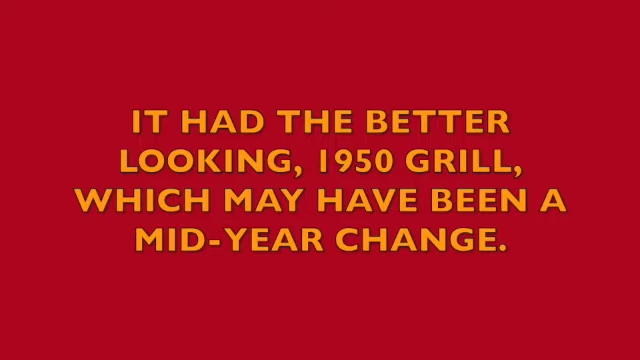 IT HAD THE BETTER
LOOKING, 1950 GRILL,
WHICH MAY HAVE BEEN A
MID-YEAR CHANGE.